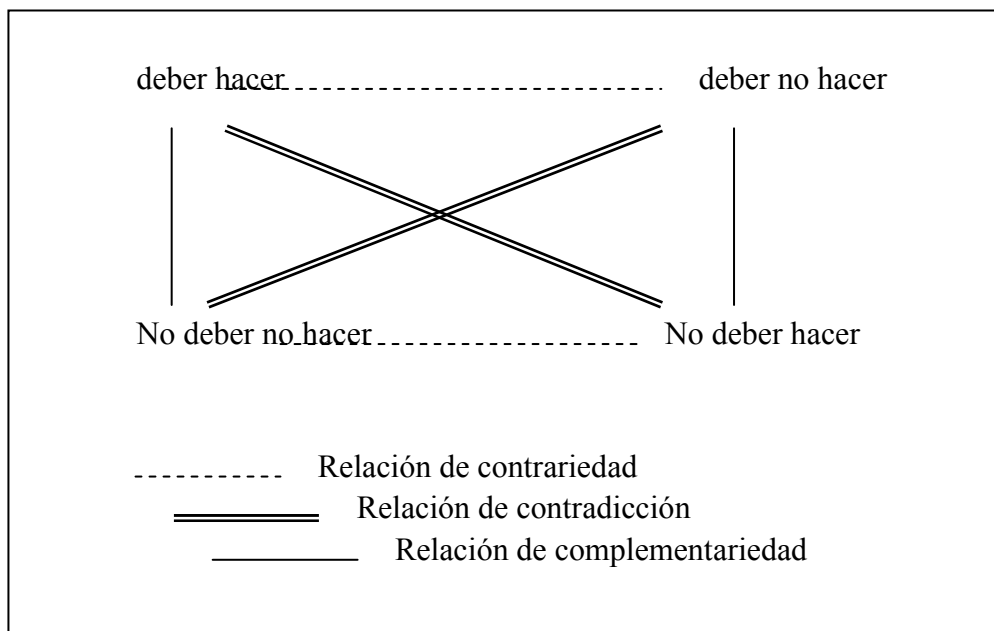 deber hacer deber no hacer
No deber no hacer No deber hacer
Relación de contrariedad
Relación de contradicción
Relación de complementariedad